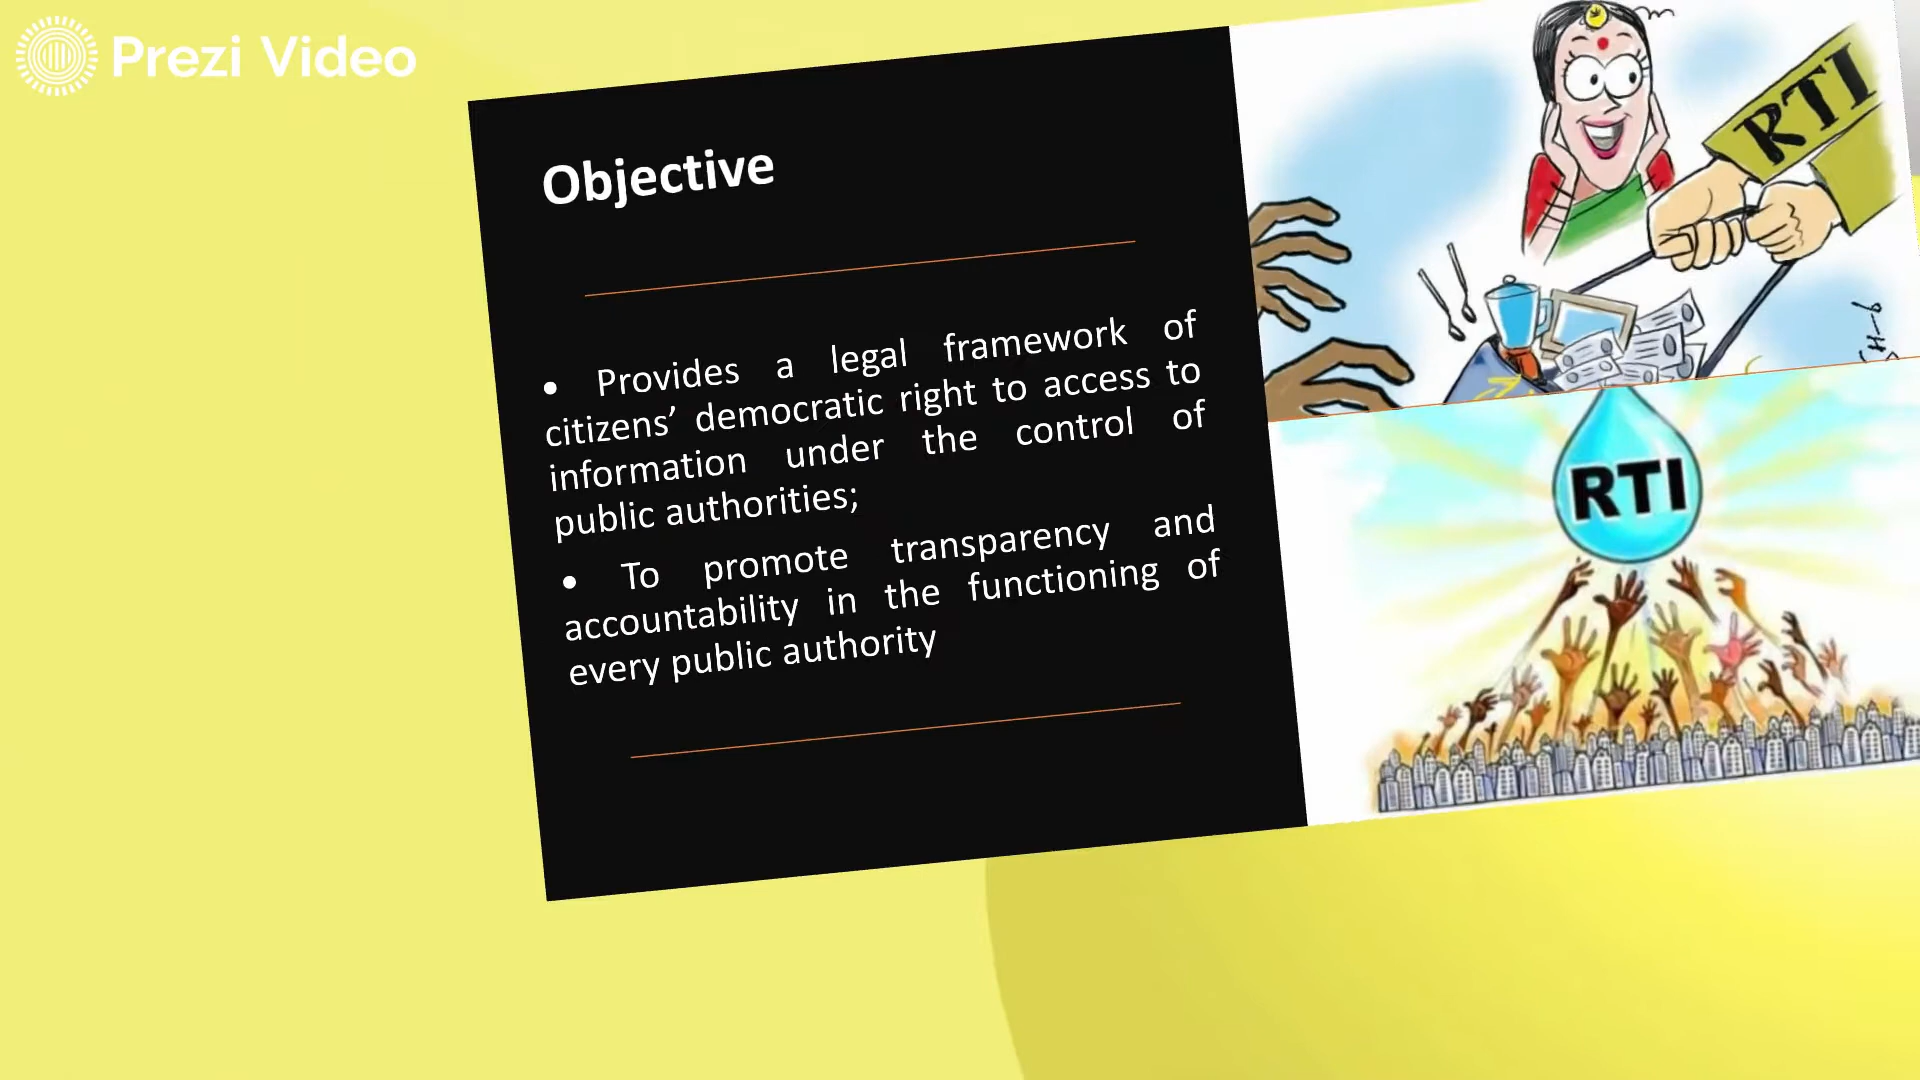 Prezi Video
Objective
• Provides a legal framework of
citizens’ democratic right to access to
information under the control of
public authorities;
• To promote transparency and
accountability in the functioning of
every public authority
RTI
RTI